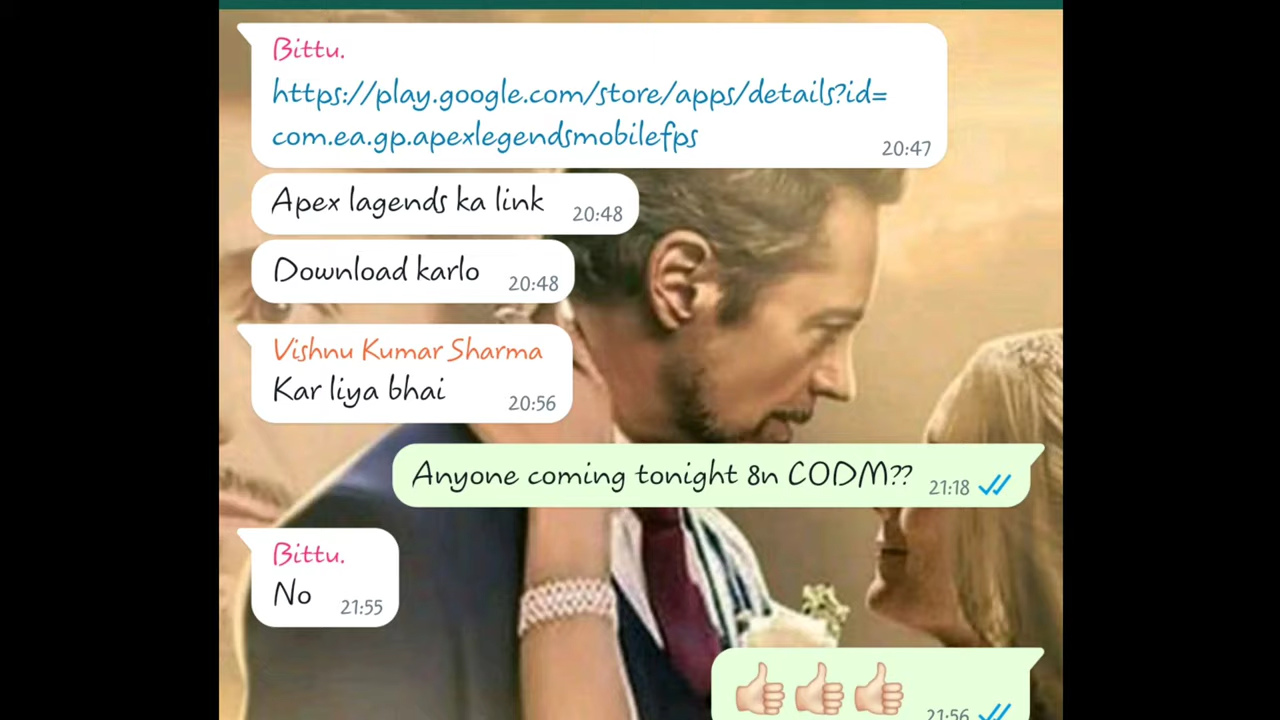 Bittu.
https://play.google.com/store/apps/details?id=
com.ea.gp.apexlegendsmobilefps
20:47
Apex lagends ka link
20:48
Download karlo
20:48
Vishnu Kumar Sharma
Kar liya bhai
20:56
Anyone coming tonight 8n CODM??
21:18
Bittu.
No
21:55
👍🏻👍🏻👍🏻
21:56